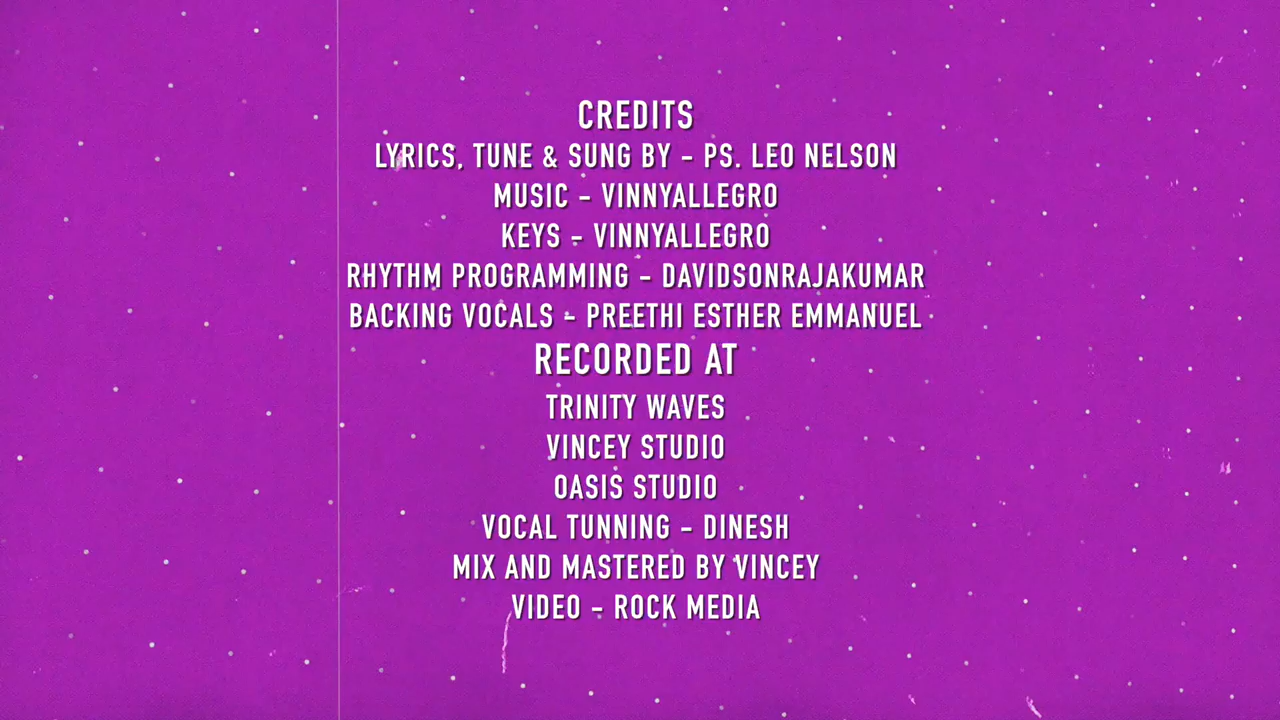 CREDITS
LYRICS, TUNE & SUNG BY - PS. LEO NELSON
MUSIC - VINNYALLEGRO
KEYS - VINNYALLEGRO
RHYTHM PROGRAMMING - DAVIDSONRAJAKUMAR
BACKING VOCALS - PREETHI ESTHER EMMANUEL
RECORDED AT
TRINITY WAVES
VINCEY STUDIO
OASIS STUDIO
VOCAL TUNNING - DINESH
MIX AND MASTERED BY VINCEY
VIDEO - ROCK MEDIA